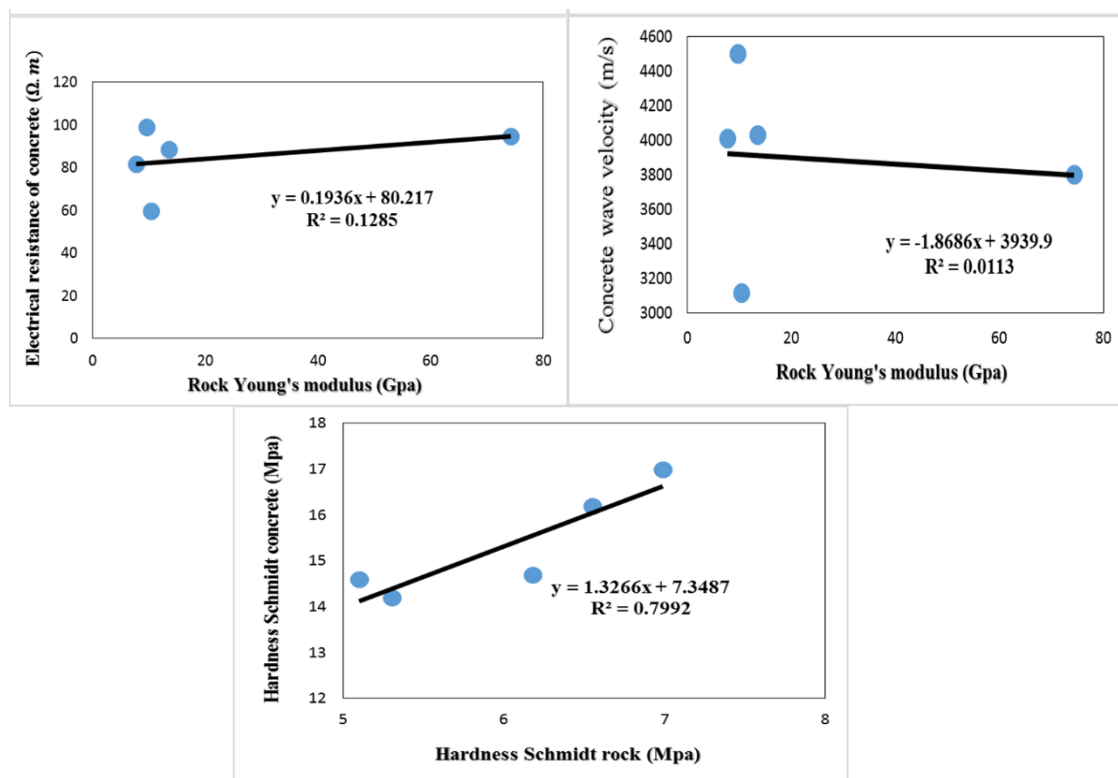 Electrical resistance of concrete (Ω. m)
120
100
80
60
40
20
0
0 20 40 60 80
y = 0.1936x + 80.217
R² = 0.1285
Rock Young's modulus (Gpa)
Concrete wave velocity (m/s)
4600
4400
4200
4000
3800
3600
3400
3200
3000
0 20 40 60 80
y = -1.8686x + 3939.9
R² = 0.0113
Rock Young's modulus (Gpa)
Hardness Schmidt concrete (Mpa)
18
17
16
15
14
13
12
5 6 7 8
y = 1.3266x + 7.3487
R² = 0.7992
Hardness Schmidt rock (Mpa)